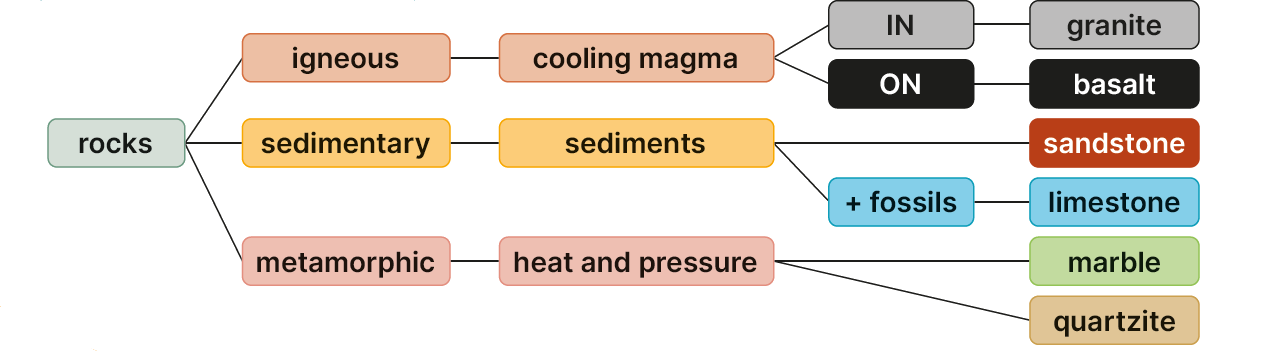 IN
granite
igneous
cooling magma
ON
basalt
rocks
sedimentary
sediments
sandstone
+ fossils
limestone
metamorphic
heat and pressure
marble
quartzite